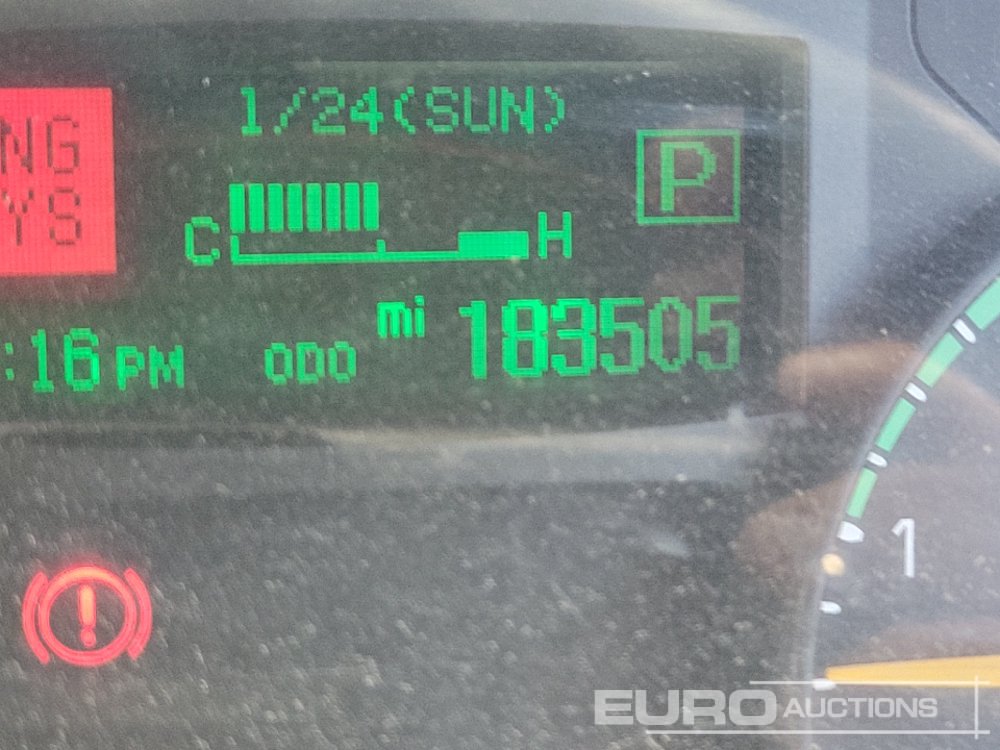 1/24(SUN)
NG
YS
P
C H
:16 PM ODO mi 183505
1
EURO AUCTIONS